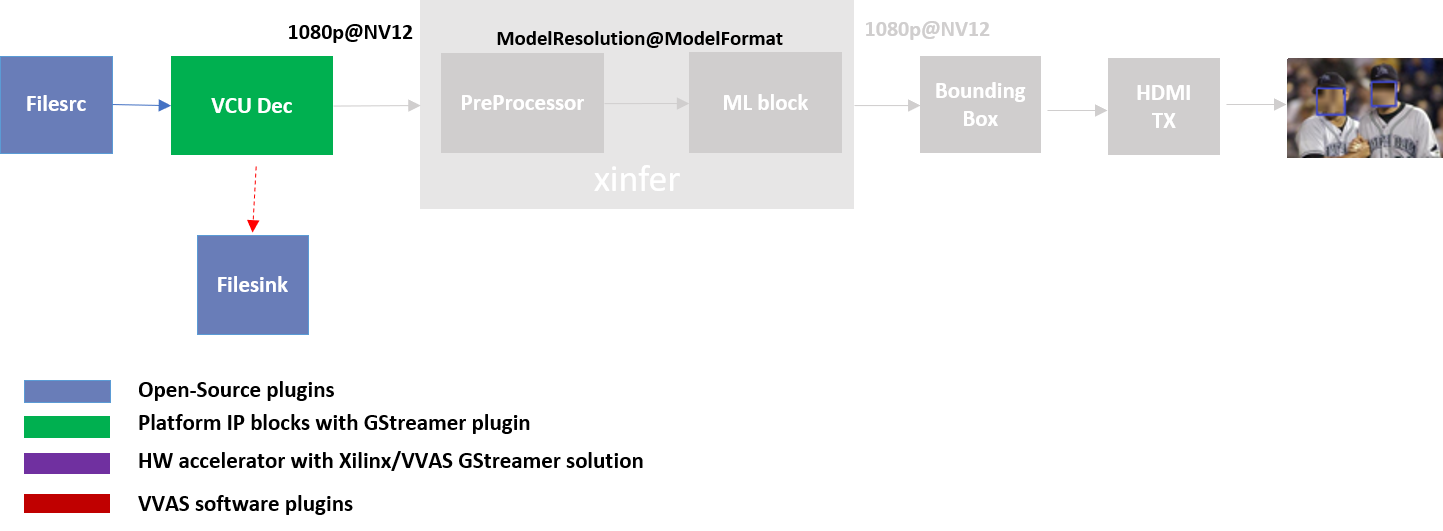 1080p@NV12
ModelResolution@ModelFormat
1080p@NV12
Filesrc
VCU Dec
PreProcessor
ML block
Bounding
Box
HDMI
TX
xinfer
Filesink
Open-Source plugins
Platform IP blocks with GStreamer plugin
HW accelerator with Xilinx/VVAS GStreamer solution
VVAS software plugins